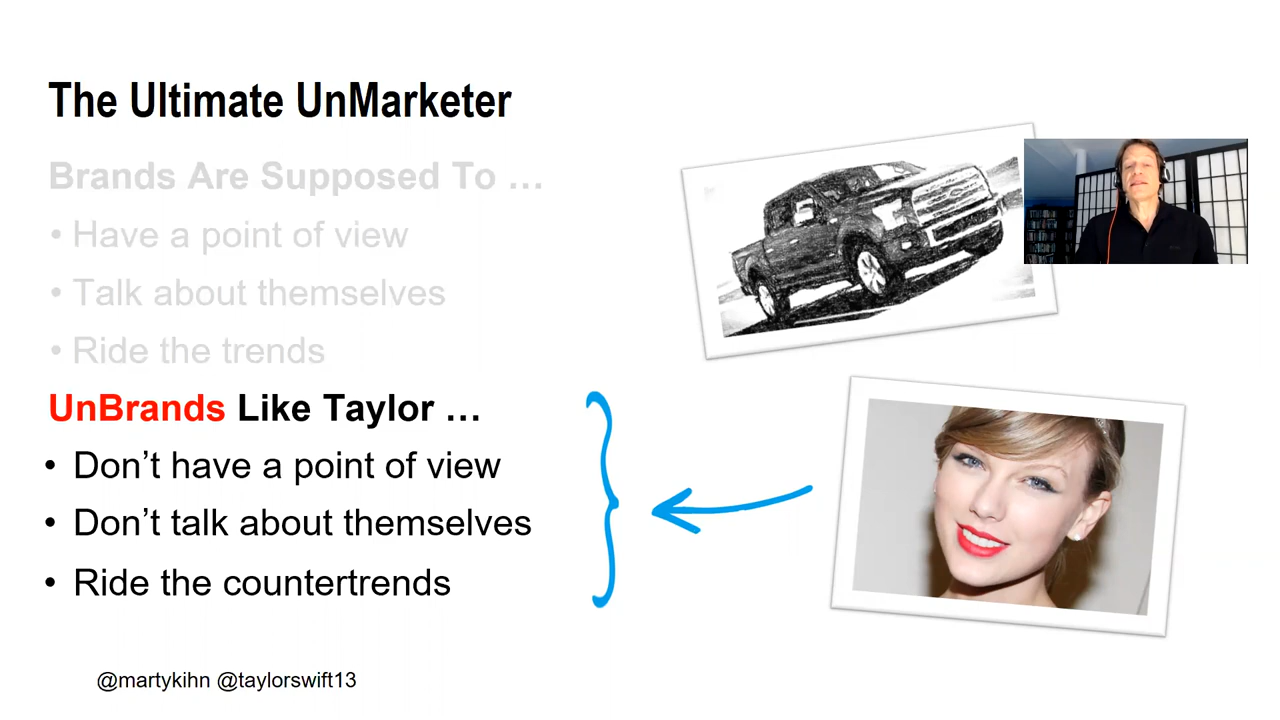 The Ultimate UnMarketer
Brands Are Supposed To …
• Have a point of view
• Talk about themselves
• Ride the trends
UnBrands Like Taylor …
• Don’t have a point of view
• Don’t talk about themselves
• Ride the countertrends
@martykihn @taylorswift13